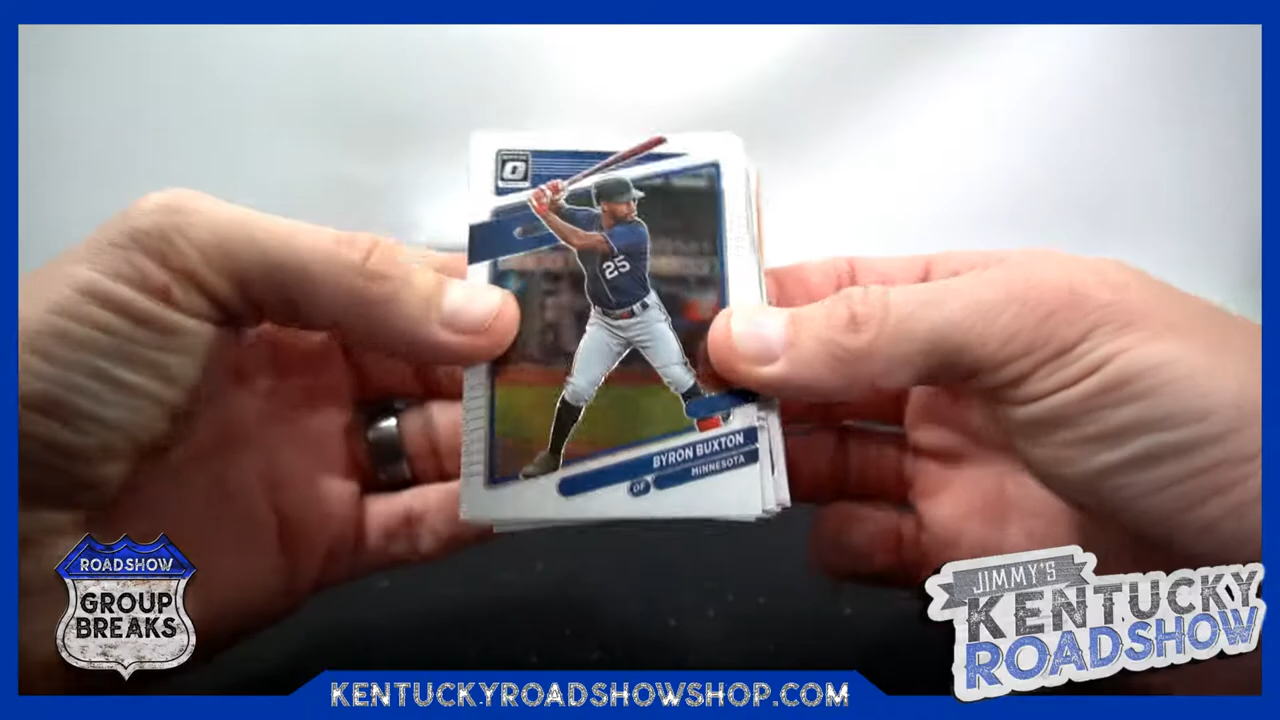 O
25
BYRON BUXTON
OF
MINNESOTA
ROADSHOW
GROUP
BREAKS
JIMMY'S
KENTUCKY
ROADSHOW
KENTUCKYROADSHOWSHOP.COM